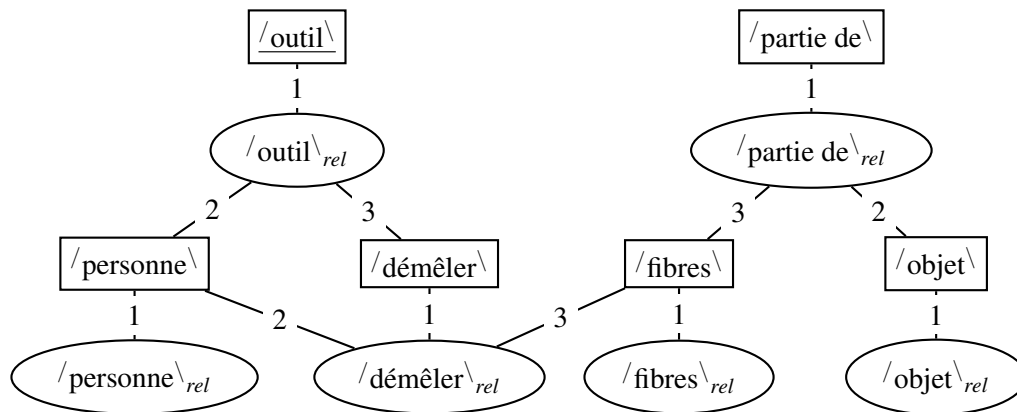 /outil\ /partie de\
1 1
/outil\rel /partie de\rel
2 3 3 2
/personne\ /démêler\ /fibres\ /objet\
1 2 1 3 1 1
/personne\rel /démêler\rel /fibres\rel /objet\rel